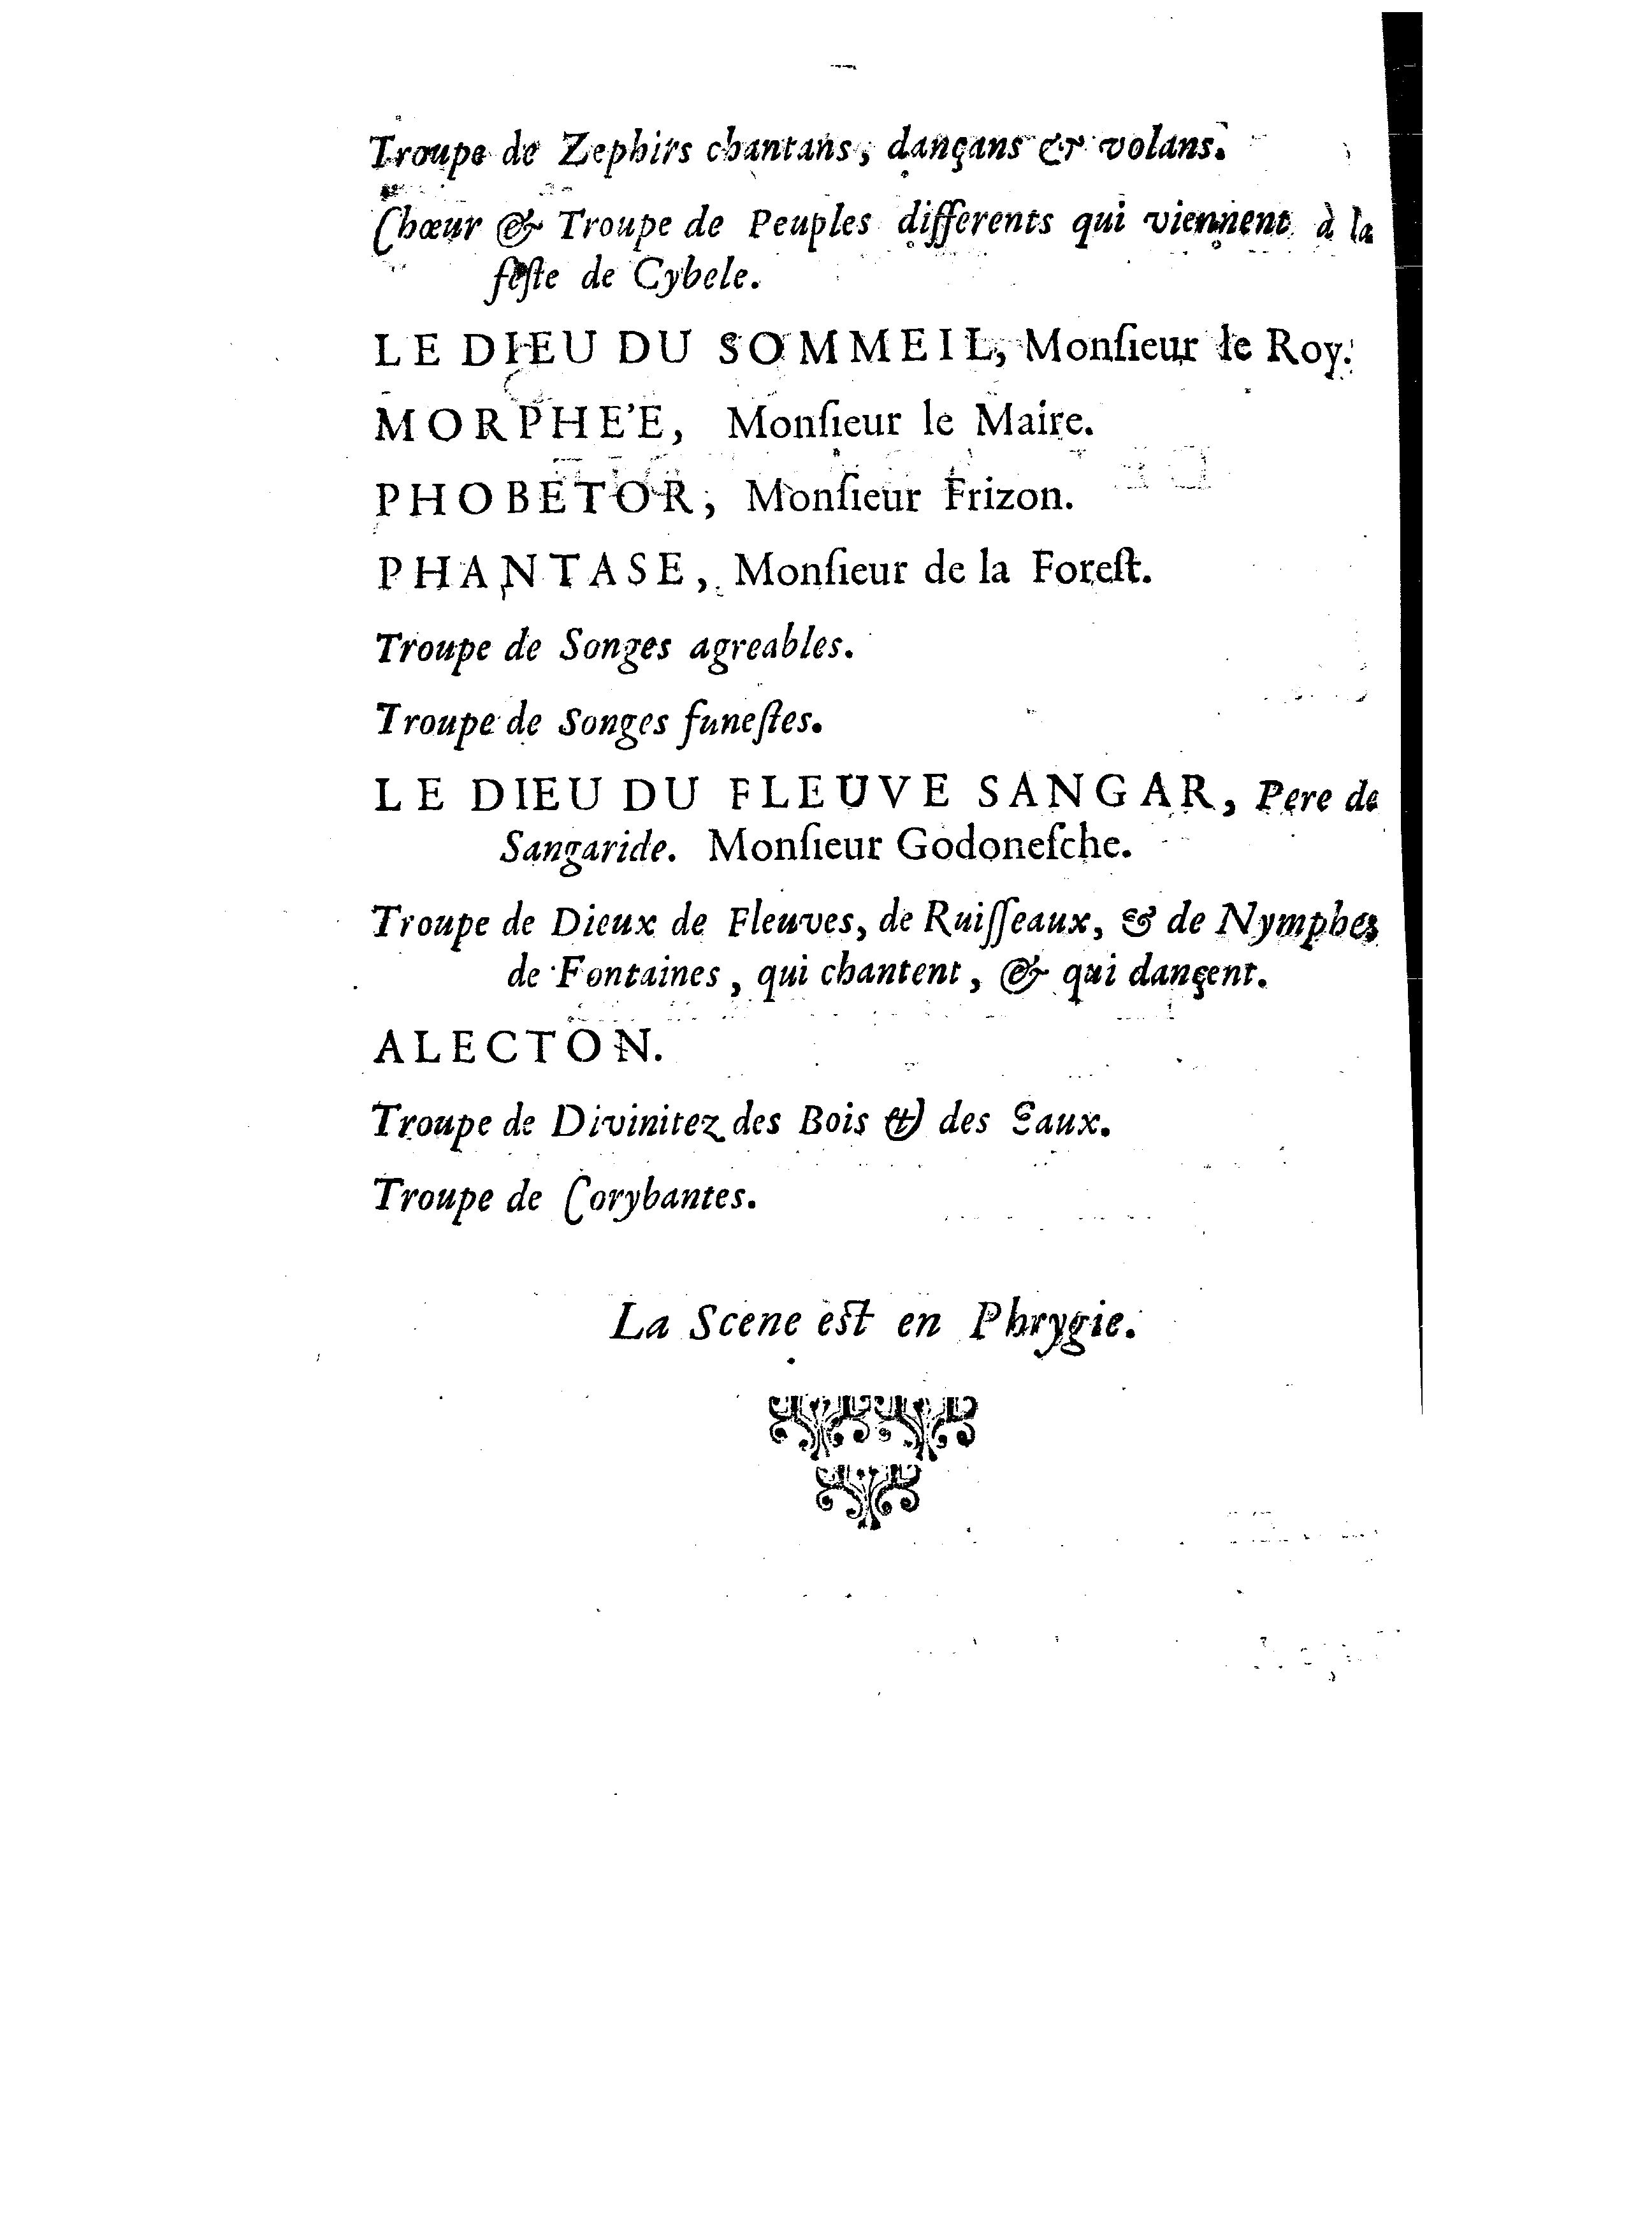 Troupe de Zephirs chantans, dançans & volans.
Chœur & Troupe de Peuples differents qui viennent à la
feſte de Cybele.
LE DIEU DU SOMMEIL, Monſieur le Roy.
MORPHE'E, Monſieur le Maire.
PHOBETOR, Monſieur Frizon.
PHANTASE, Monſieur de la Foreſt.
Troupe de Songes agreables.
Troupe de Songes funeſtes.
LE DIEU DU FLEUVE SANGAR, Pere de
Sangaride. Monſieur Godoneſche.
Troupe de Dieux de Fleuves, de Ruiſſeaux, & de Nymphes
de Fontaines, qui chantent, & qui dançent.
ALECTON.
Troupe de Divinitez des Bois & des Eaux.
Troupe de Corybantes.
La Scene eſt en Phrygie.